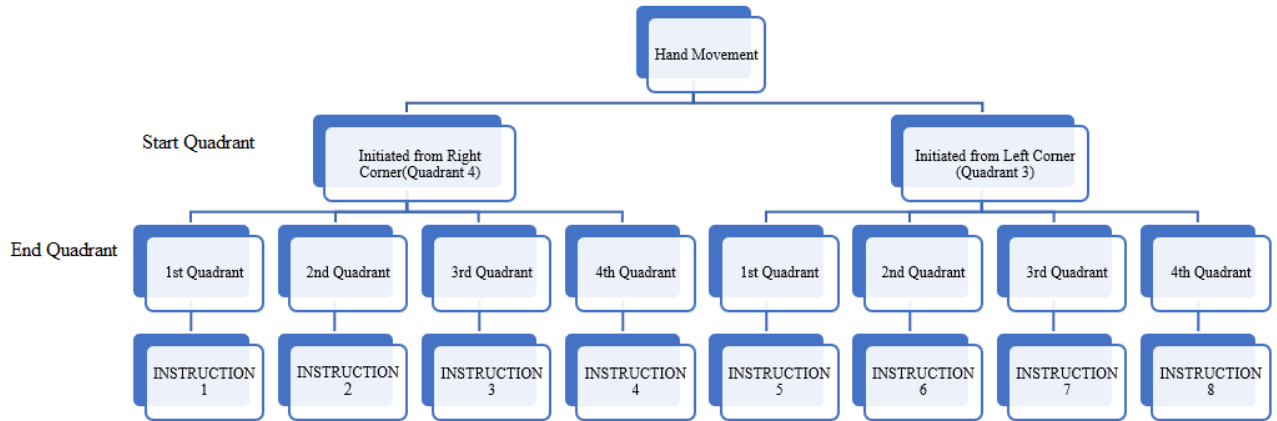 Hand Movement
Start Quadrant
Initiated from Right
Corner(Quadrant 4)
Initiated from Left Corner
(Quadrant 3)
End Quadrant
1st Quadrant
2nd Quadrant
3rd Quadrant
4th Quadrant
1st Quadrant
2nd Quadrant
3rd Quadrant
4th Quadrant
INSTRUCTION
1
INSTRUCTION
2
INSTRUCTION
3
INSTRUCTION
4
INSTRUCTION
5
INSTRUCTION
6
INSTRUCTION
7
INSTRUCTION
8